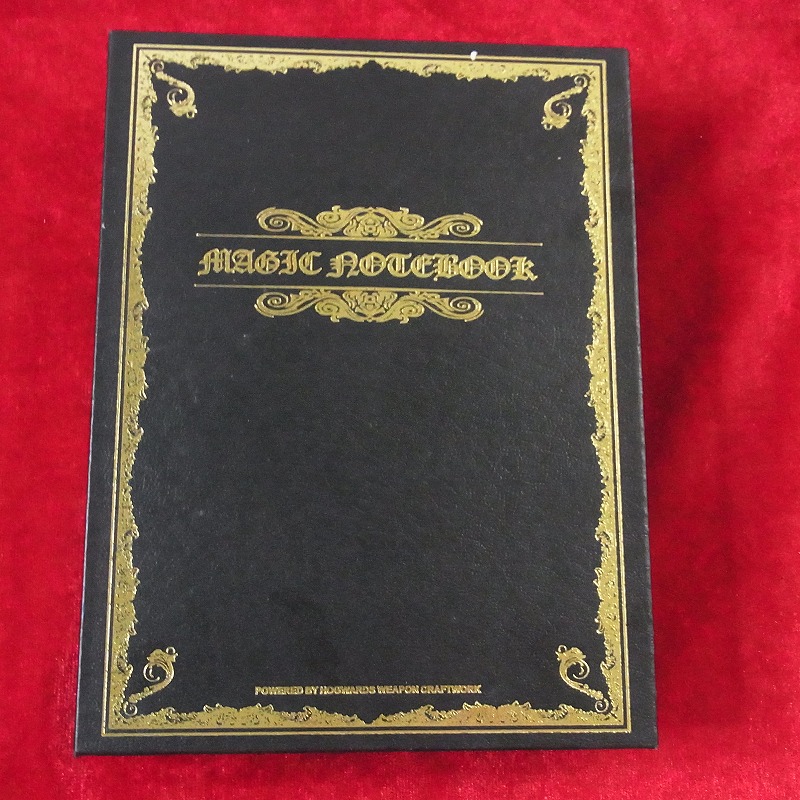 MAGIC NOTEBOOK
POWERED BY HOGWARDS WEAPON CRAFTWORK